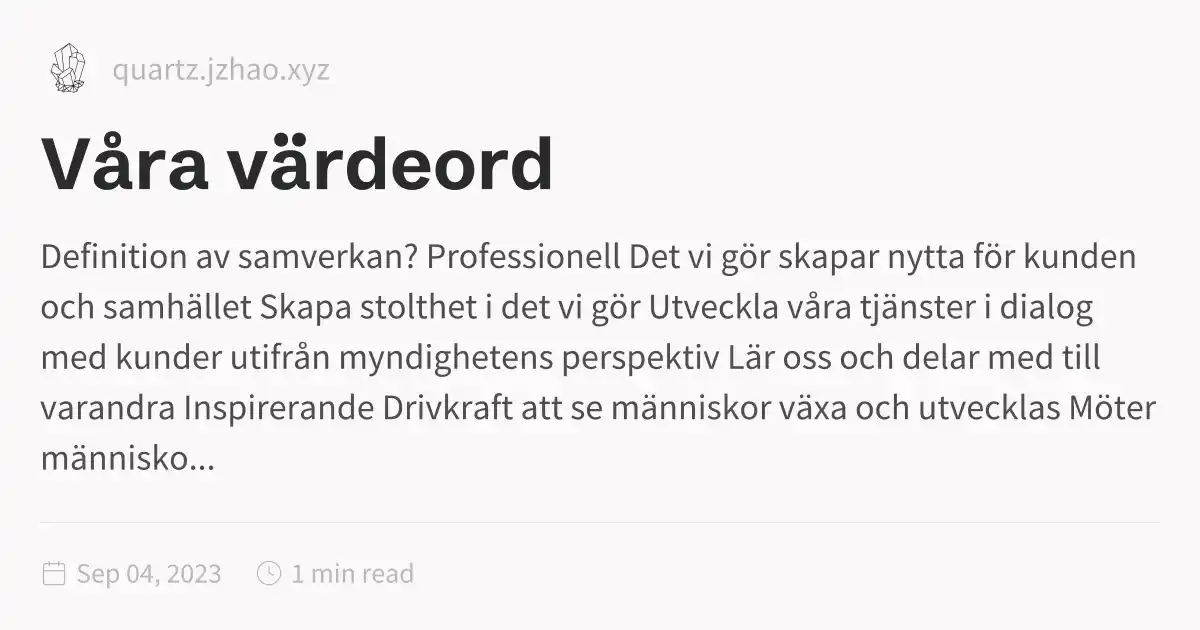 quartz.jzhao.xyz
Våra värdeord
Definition av samverkan? Professionell Det vi gör skapar nytta för kunden
och samhället Skapa stolthet i det vi gör Utveckla våra tjänster i dialog
med kunder utifrån myndighetens perspektiv Lär oss och delar med till
varandra Inspirerande Drivkraft att se människor växa och utvecklas Möter
människo...
Sep 04, 2023 1 min read